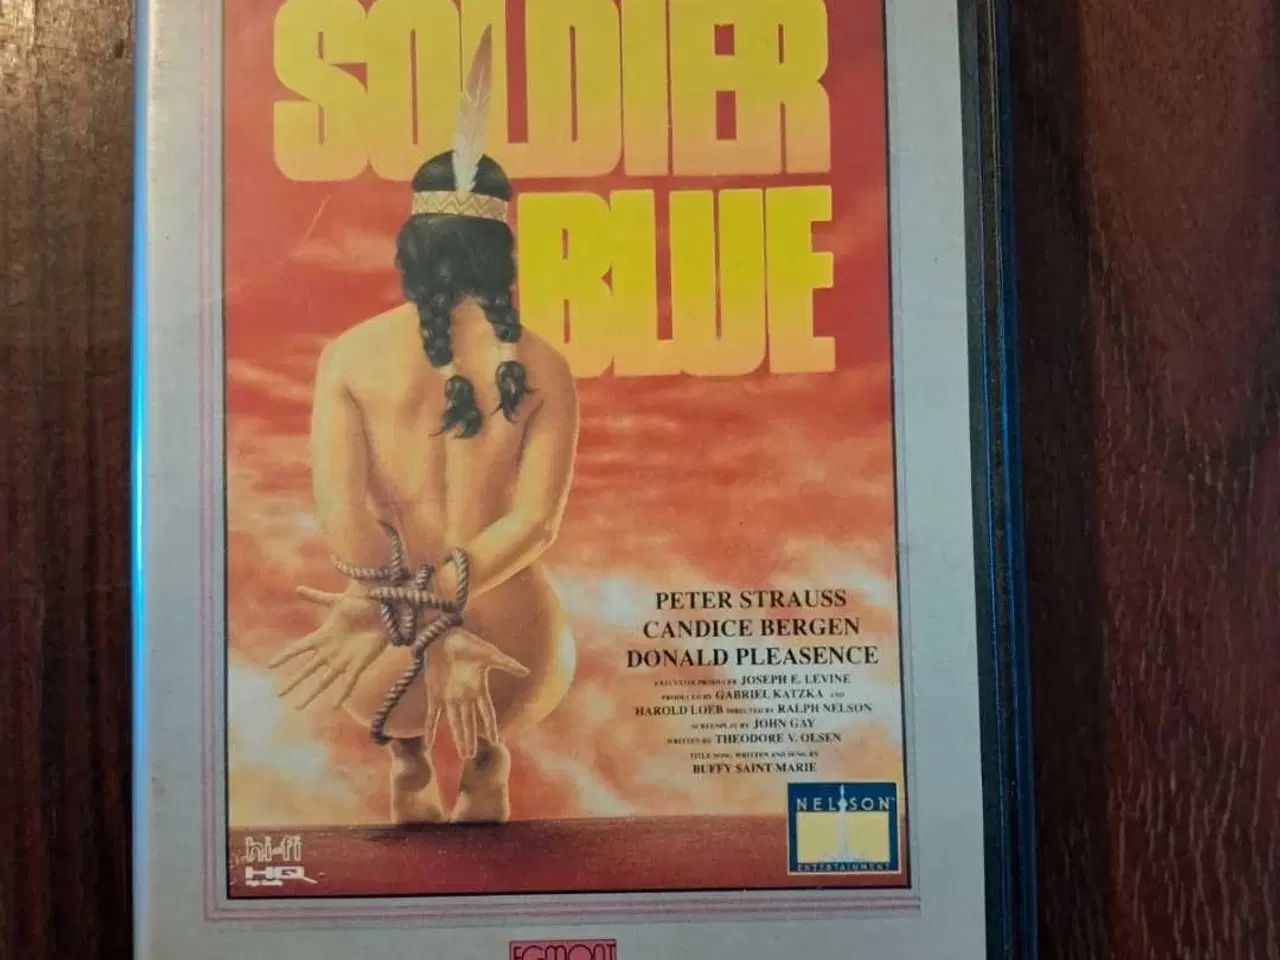 SOLDIER
BLUE
PETER STRAUSS
CANDICE BERGEN
DONALD PLEASENCE
EXECUTIVE PRODUCER JOSEPH E. LEVINE
PRODUCED BY GABRIEL KATZKA AND
HAROLD LOEB DIRECTED BY RALPH NELSON
SCREENPLAY BY JOHN GAY
WRITTEN BY THEODORE V. OLSEN
TITLE SONG WRITTEN AND SUNG BY
BUFFY SAINT MARIE
NELSON
ENTERTAINMENT
hi-fi
HQ
EGMONT